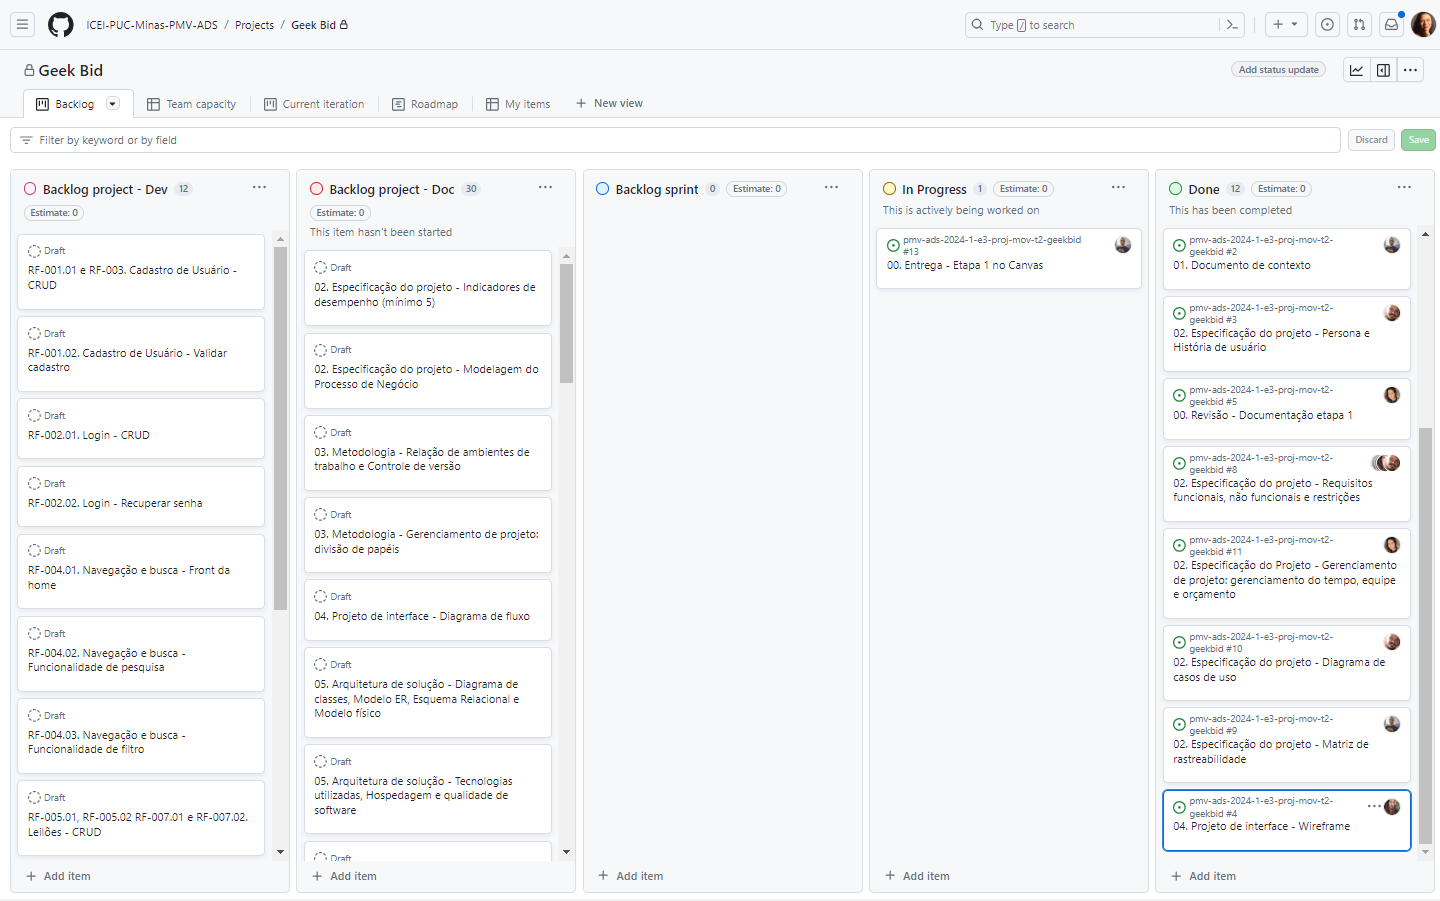 ICEI-PUC-Minas-PMV-ADS / Projects / Geek Bid
Type / to search
Geek Bid
Add status update
Backlog
Team capacity
Current iteration
Roadmap
My items
New view
Filter by keyword or by field
Discard
Save
Backlog project - Dev 12
Estimate: 0
Draft
RF-001.01 e RF-003. Cadastro de Usuário -
CRUD
Draft
RF-001.02. Cadastro de Usuário - Validar
cadastro
Draft
RF-002.01. Login - CRUD
Draft
RF-002.02. Login - Recuperar senha
Draft
RF-004.01. Navegação e busca - Front da
home
Draft
RF-004.02. Navegação e busca -
Funcionalidade de pesquisa
Draft
RF-004.03. Navegação e busca -
Funcionalidade de filtro
Draft
RF-005.01, RF-005.02 RF-007.01 e RF-007.02.
Leilões - CRUD
Add item
Backlog project - Doc 30
Estimate: 0
This item hasn't been started
Draft
02. Especificação do projeto - Indicadores de
desempenho (mínimo 5)
Draft
02. Especificação do projeto - Modelagem do
Processo de Negócio
Draft
03. Metodologia - Relação de ambientes de
trabalho e Controle de versão
Draft
03. Metodologia - Gerenciamento de projeto:
divisão de papéis
Draft
04. Projeto de interface - Diagrama de fluxo
Draft
05. Arquitetura de solução - Diagrama de
classes, Modelo ER, Esquema Relacional e
Modelo físico
Draft
05. Arquitetura de solução - Tecnologias
utilizadas, Hospedagem e qualidade de
software
Draft
Add item
Backlog sprint 0 Estimate: 0
Add item
In Progress 1 Estimate: 0
This is actively being worked on
pmv-ads-2024-1-e3-proj-mov-t2-geekbid
#13
00. Entrega - Etapa 1 no Canvas
Add item
Done 12 Estimate: 0
This has been completed
pmv-ads-2024-1-e3-proj-mov-t2-
geekbid #2
01. Documento de contexto
pmv-ads-2024-1-e3-proj-mov-t2-
geekbid #3
02. Especificação do projeto - Persona e
História de usuário
pmv-ads-2024-1-e3-proj-mov-t2-
geekbid #5
00. Revisão - Documentação etapa 1
pmv-ads-2024-1-e3-proj-mov-t2-
geekbid #8
02. Especificação do projeto - Requisitos
funcionais, não funcionais e restrições
pmv-ads-2024-1-e3-proj-mov-t2-
geekbid #11
02. Especificação do Projeto - Gerenciamento
de projeto: gerenciamento do tempo, equipe
e orçamento
pmv-ads-2024-1-e3-proj-mov-t2-
geekbid #10
02. Especificação do projeto - Diagrama de
casos de uso
pmv-ads-2024-1-e3-proj-mov-t2-
geekbid #9
02. Especificação do projeto - Matriz de
rastreabilidade
pmv-ads-2024-1-e3-proj-mov-t2-
geekbid #4
04. Projeto de interface - Wireframe
Add item